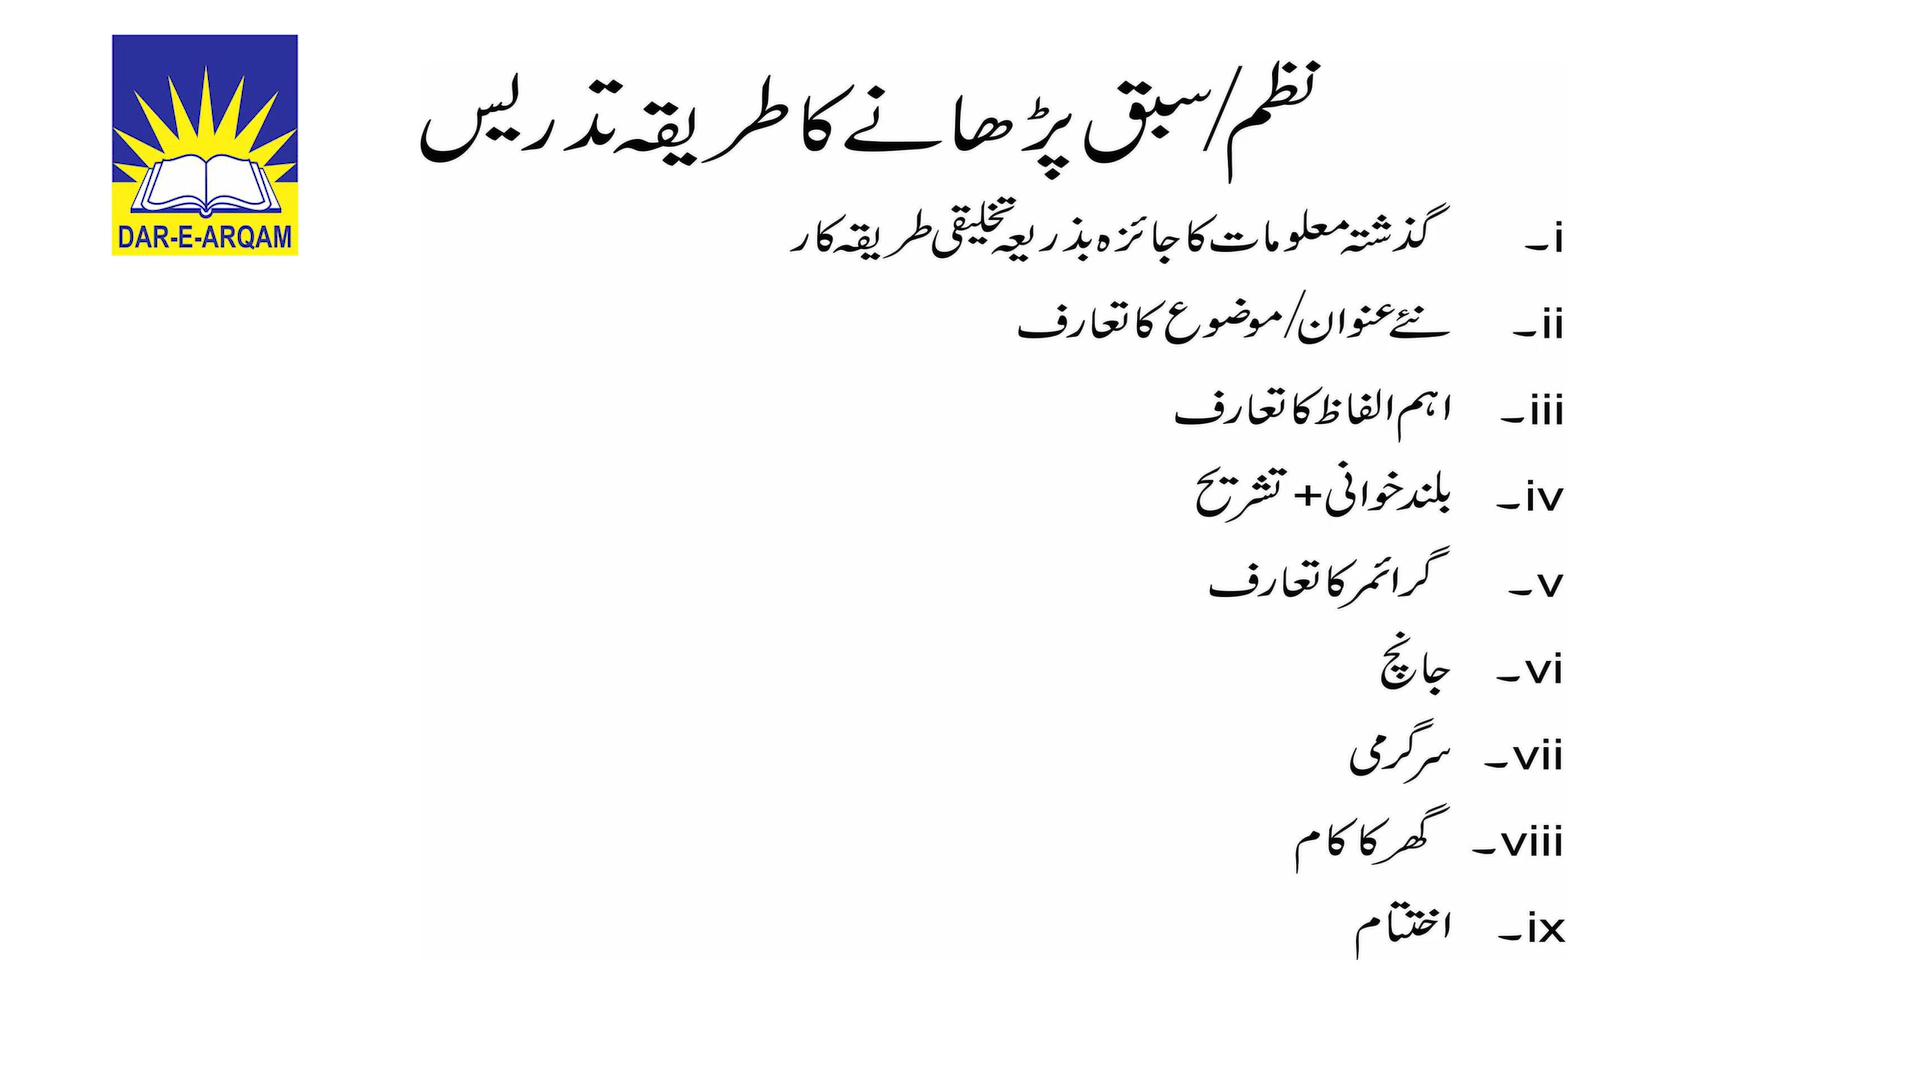 DAR-E-ARQAM
نظم/سبق پڑھانے کا طریقہ تدریس
i۔ گذشتہ معلومات کا جائزہ بذریعہ تخلیقی طریقہ کار
ii۔ نئے عنوان/موضوع کا تعارف
iii۔ اہم الفاظ کا تعارف
iv۔ بلند خوانی + تشریح
v۔ گرائمر کا تعارف
vi۔ جانچ
vii۔ سرگرمی
viii۔ گھر کا کام
ix۔ اختتام